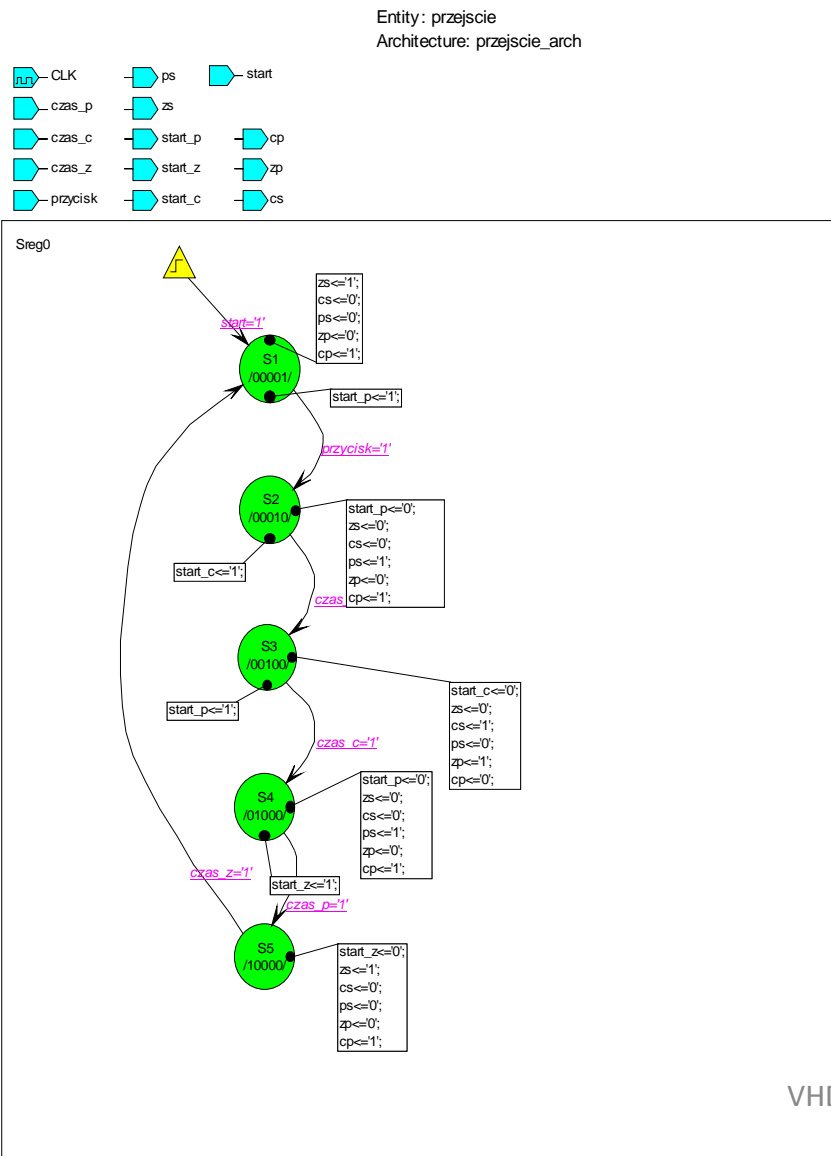 Entity: przejscie
Architecture: przejscie_arch
CLK
ps
start
czas_p
zs
czas_c
start_p
cp
czas_z
start_z
zp
przycisk
start_c
cs
Sreg0
zs<='1';
cs<='0';
ps<='0';
zp<='0';
cp<='1';
start='1'
S1
/00001/
start_p<='1';
przycisk='1'
S2
/00010/
start_p<='0';
zs<='0';
cs<='0';
ps<='1';
zp<='0';
cp<='1';
start_c<='1';
czas_
S3
/00100/
start_c<='0';
zs<='0';
cs<='1';
ps<='0';
zp<='1';
cp<='0';
start_p<='1';
czas_c='1'
S4
/01000/
start_p<='0';
zs<='0';
cs<='0';
ps<='1';
zp<='0';
cp<='1';
czas_z='1'
start_z<='1';
czas_p='1'
S5
/10000/
start_z<='0';
zs<='1';
cs<='0';
ps<='0';
zp<='0';
cp<='1';